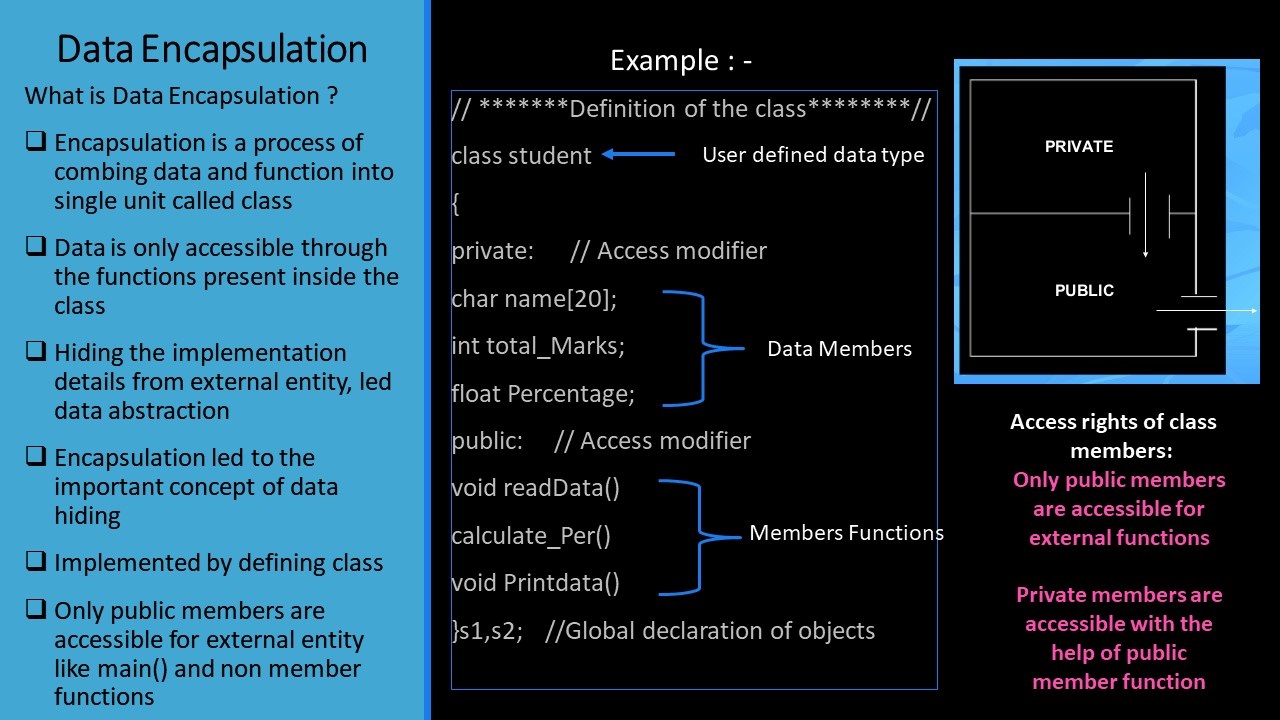 Data Encapsulation
What is Data Encapsulation ?
Encapsulation is a process of
combing data and function into
single unit called class
Data is only accessible through
the functions present inside the
class
Hiding the implementation
details from external entity, led
data abstraction
Encapsulation led to the
important concept of data
hiding
Implemented by defining class
Only public members are
accessible for external entity
like main() and non member
functions
Example : -
// *******Definition of the class********//
class student
User defined data type
{
private: // Access modifier
char name[20];
int total_Marks;
float Percentage;
Data Members
public: // Access modifier
void readData()
calculate_Per()
void Printdata()
Members Functions
}s1,s2; //Global declaration of objects
PRIVATE
PUBLIC
Access rights of class
members:
Only public members
are accessible for
external functions
Private members are
accessible with the
help of public
member function